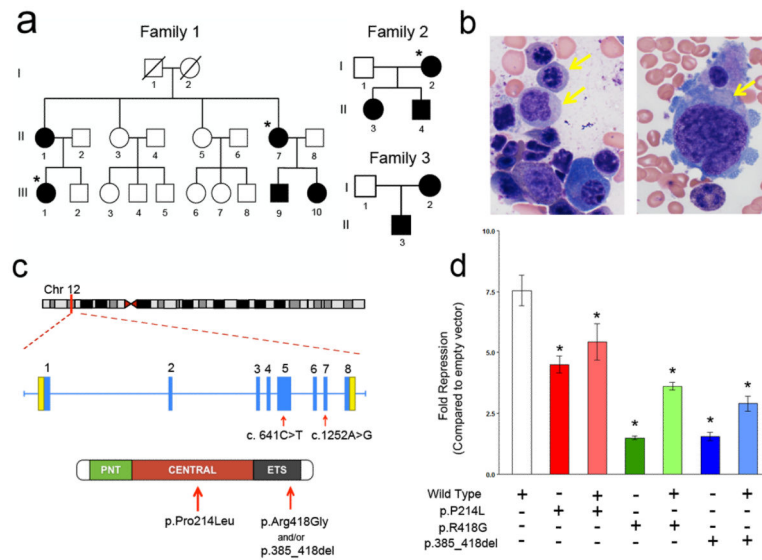 a
Family 1
I
1 2
II
1 2 3 4 5 6 7 8
* *
III
1 2 3 4 5 6 7 8 9 10
Family 2
*
I
1 2
II
3 4
Family 3
I
1 2
II
3
b
c
Chr 12
1 2 3 4 5 6 7 8
c. 641C>T c.1252A>G
PNT CENTRAL ETS
p.Pro214Leu p.Arg418Gly
and/or
p.385_418del
d
Fold Repression
(Compared to empty vector)
10.0
7.5
5.0
2.5
0.0
* * * * * *
Wild Type + - + - + - +
p.P214L - + + - - - -
p.R418G - - - + + - -
p.385_418del - - - - - + +